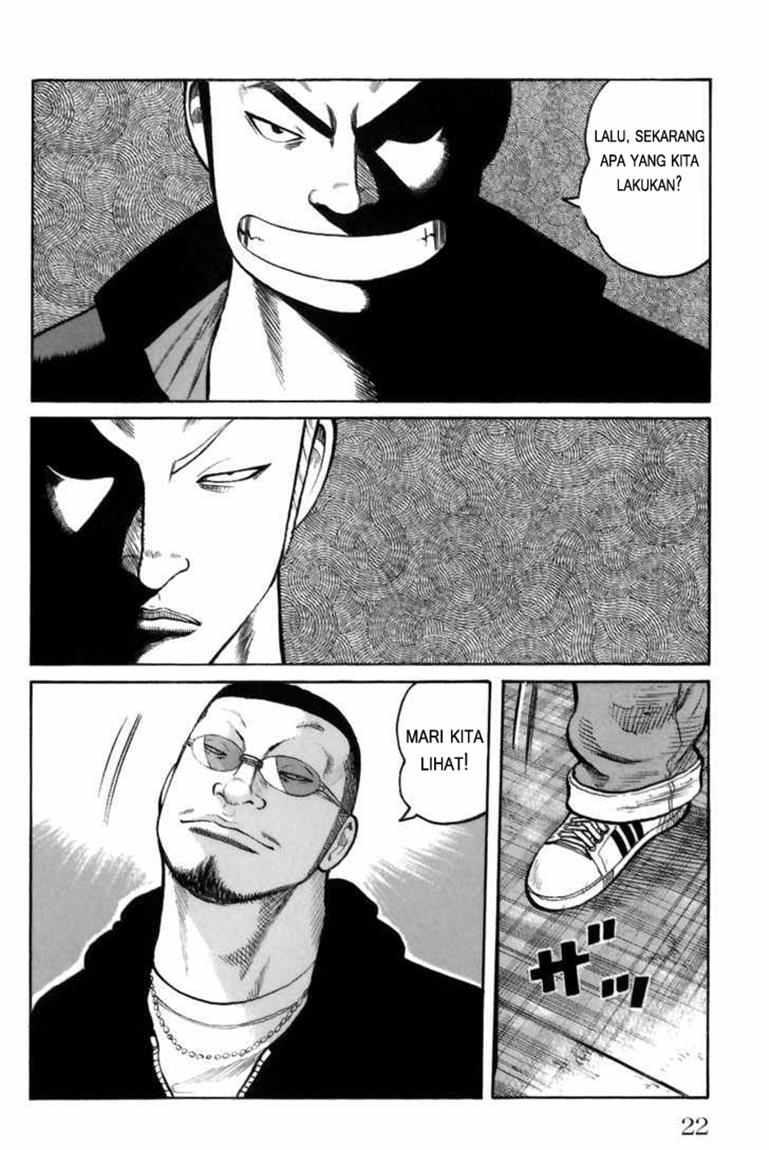 LALU, SEKARANG
APA YANG KITA
LAKUKAN?
MARI KITA
LIHAT!
ザッ
22